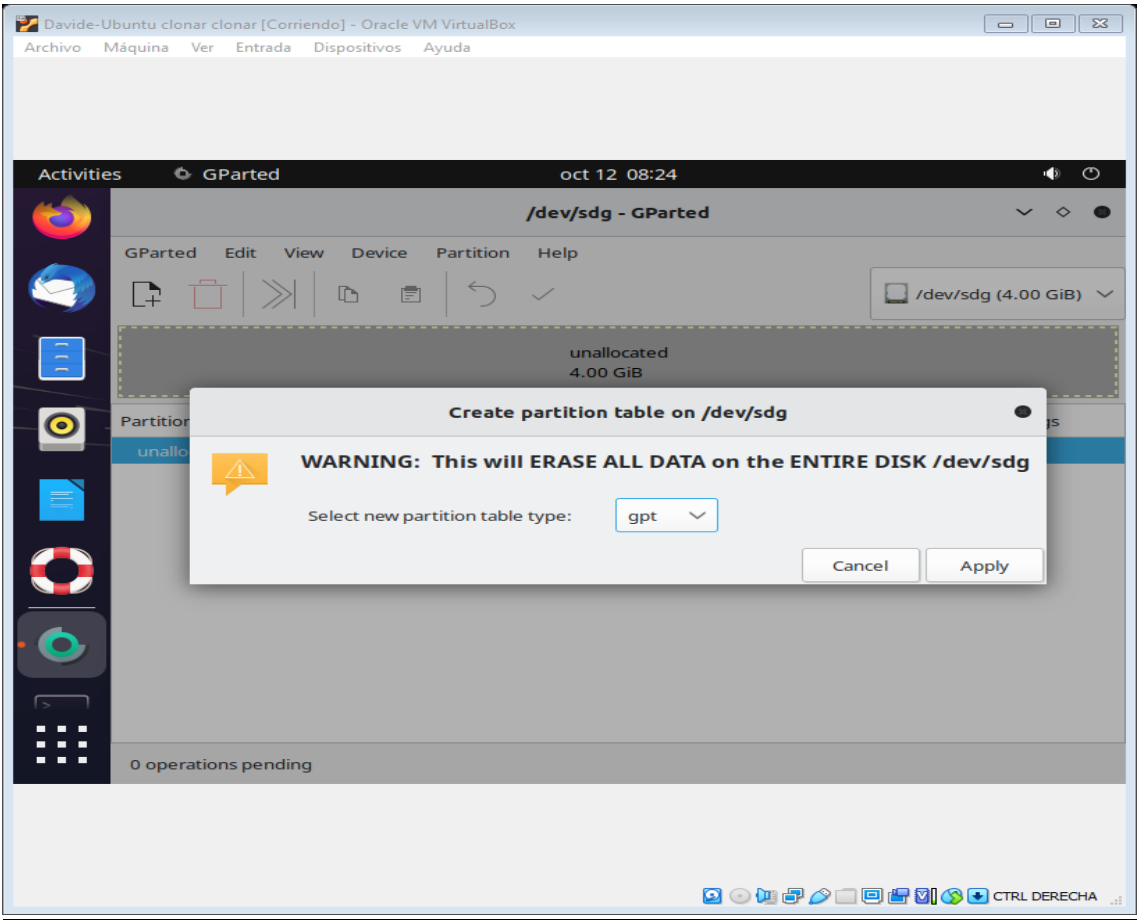 Davide-Ubuntu clonar clonar [Corriendo] - Oracle VM VirtualBox
Archivo Máquina Ver Entrada Dispositivos Ayuda
Activities GParted oct 12 08:24
/dev/sdg - GParted
GParted Edit View Device Partition Help
/dev/sdg (4.00 GiB)
unallocated
4.00 GiB
Create partition table on /dev/sdg
WARNING: This will ERASE ALL DATA on the ENTIRE DISK /dev/sdg
Select new partition table type: gpt
Cancel Apply
0 operations pending
CTRL DERECHA